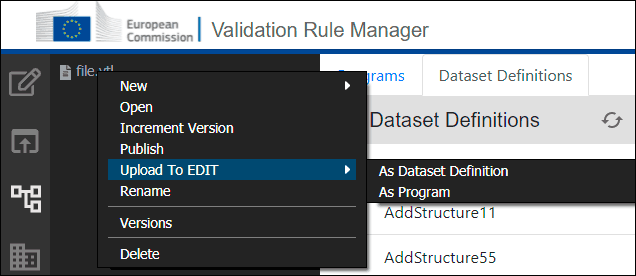 European
Commission
Validation Rule Manager
file.vtl
Programs
Dataset Definitions
New
Open
Increment Version
Publish
Upload To EDIT
Rename
Versions
Delete
Dataset Definitions
As Dataset Definition
As Program
AddStructure11
AddStructure55